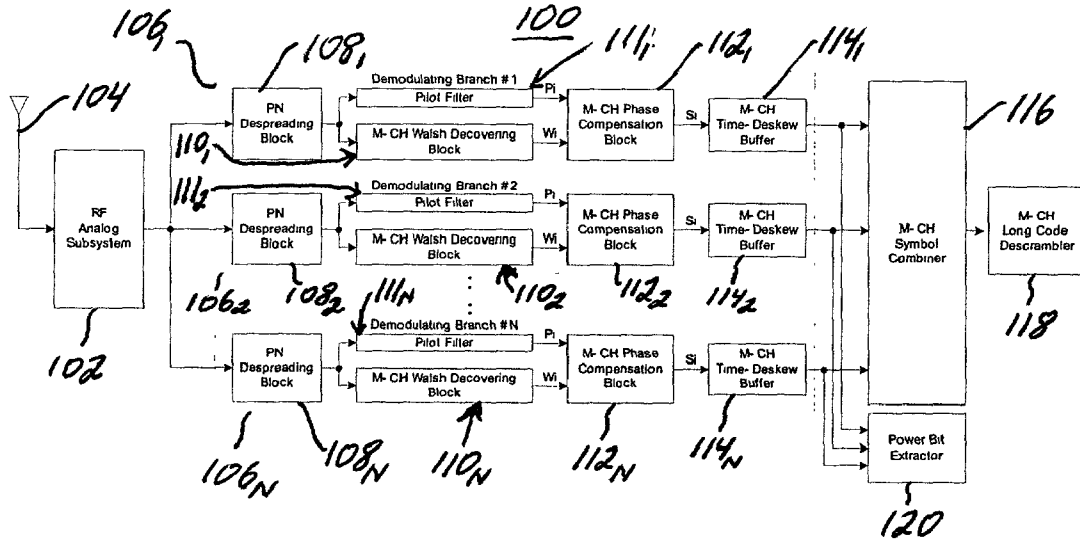 100
106₁
108₁
111₁
112₁
114₁
104
116
Demodulating Branch #1
PN Despreading Block
Pilot Filter
Pi
M- CH Walsh Decovering Block
Wi
M- CH Phase Compensation Block
Si
M- CH Time- Deskew Buffer
110₁
111₂
RF Analog Subsystem
102
Demodulating Branch #2
PN Despreading Block
Pilot Filter
Pi
M- CH Walsh Decovering Block
Wi
M- CH Phase Compensation Block
Si
M- CH Time- Deskew Buffer
M- CH Symbol Combiner
M- CH Long Code Descrambler
118
106₂
108₂
111N
110₂
112₂
114₂
Demodulating Branch #N
PN Despreading Block
Pilot Filter
Pi
M- CH Walsh Decovering Block
Wi
M- CH Phase Compensation Block
Si
M- CH Time- Deskew Buffer
Power Bit Extractor
106N
108N
110N
112N
114N
120